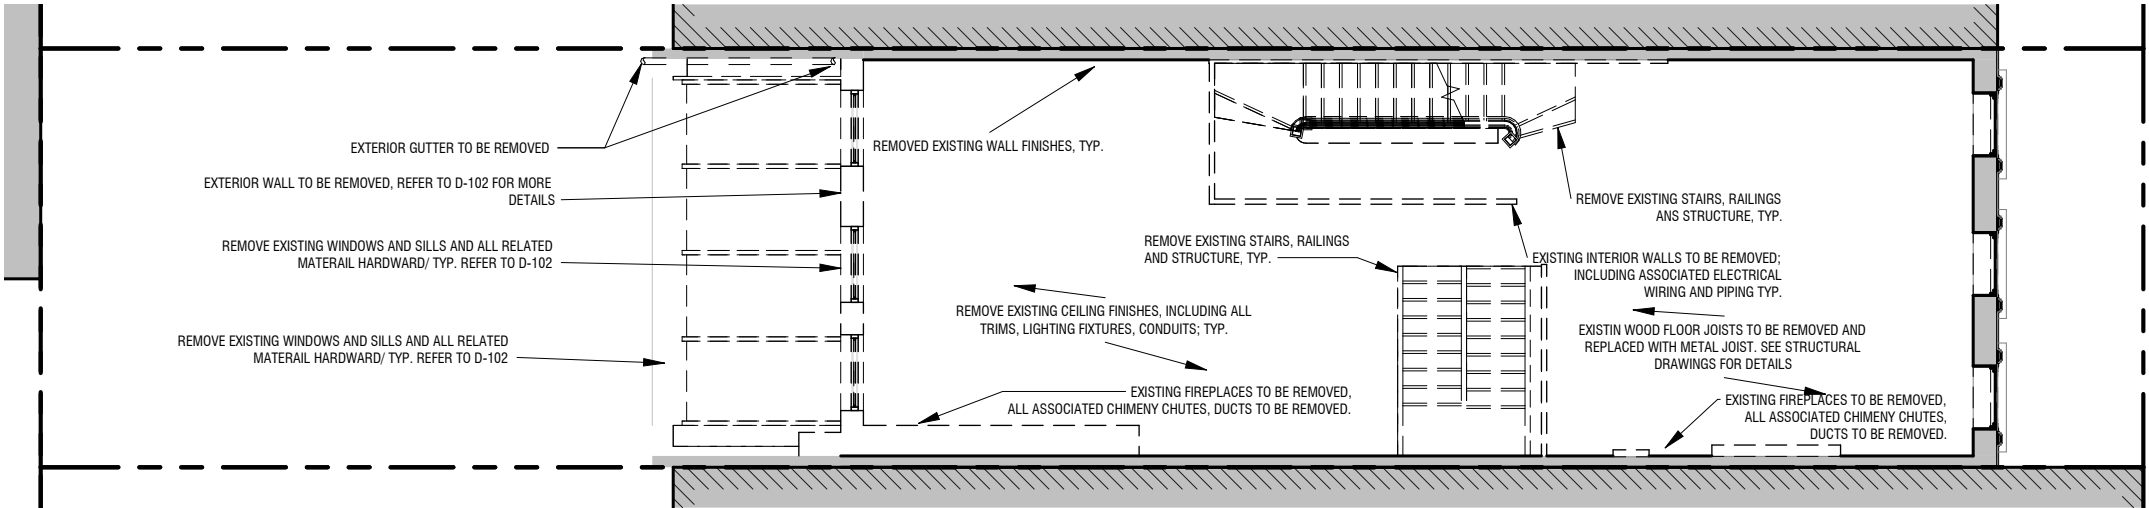 EXTERIOR GUTTER TO BE REMOVED
EXTERIOR WALL TO BE REMOVED, REFER TO D-102 FOR MORE
DETAILS
REMOVE EXISTING WINDOWS AND SILLS AND ALL RELATED
MATERAIL HARDWARD/ TYP. REFER TO D-102
REMOVE EXISTING WINDOWS AND SILLS AND ALL RELATED
MATERAIL HARDWARD/ TYP. REFER TO D-102
REMOVED EXISTING WALL FINISHES, TYP.
REMOVE EXISTING STAIRS, RAILINGS
AND STRUCTURE, TYP.
REMOVE EXISTING CEILING FINISHES, INCLUDING ALL
TRIMS, LIGHTING FIXTURES, CONDUITS; TYP.
EXISTING FIREPLACES TO BE REMOVED,
ALL ASSOCIATED CHIMENY CHUTES, DUCTS TO BE REMOVED.
REMOVE EXISTING STAIRS, RAILINGS
ANS STRUCTURE, TYP.
EXISTING INTERIOR WALLS TO BE REMOVED;
INCLUDING ASSOCIATED ELECTRICAL
WIRING AND PIPING TYP.
EXISTIN WOOD FLOOR JOISTS TO BE REMOVED AND
REPLACED WITH METAL JOIST. SEE STRUCTURAL
DRAWINGS FOR DETAILS
EXISTING FIREPLACES TO BE REMOVED,
ALL ASSOCIATED CHIMENY CHUTES,
DUCTS TO BE REMOVED.